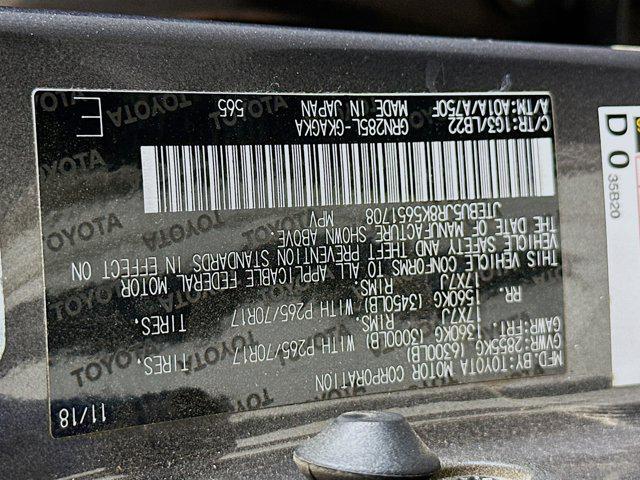 MFD BY: TOYOTA MOTOR CORPORATION 11/18
GVWR: 2855KG (6300LB)
GAWR: FRT. 1360KG (3000LB) WITH P265/70R17 TIRES.
17X7J RIMS.
RR 1560KG (3450LB) WITH P265/70R17 TIRES.
17X7J RIMS.
THIS VEHICLE CONFORMS TO ALL APPLICABLE FEDERAL MOTOR
VEHICLE SAFETY AND THEFT PREVENTION STANDARDS IN EFFECT ON
THE DATE OF MANUFACTURE SHOWN ABOVE.
JTEBU5JR8K5651708 MPV
C/TR: 1G3/LB22 GRN285L-GKAGKA
A/TM: A01A/A750F MADE IN JAPAN 565
E
TOYOTA
D 0
35B20